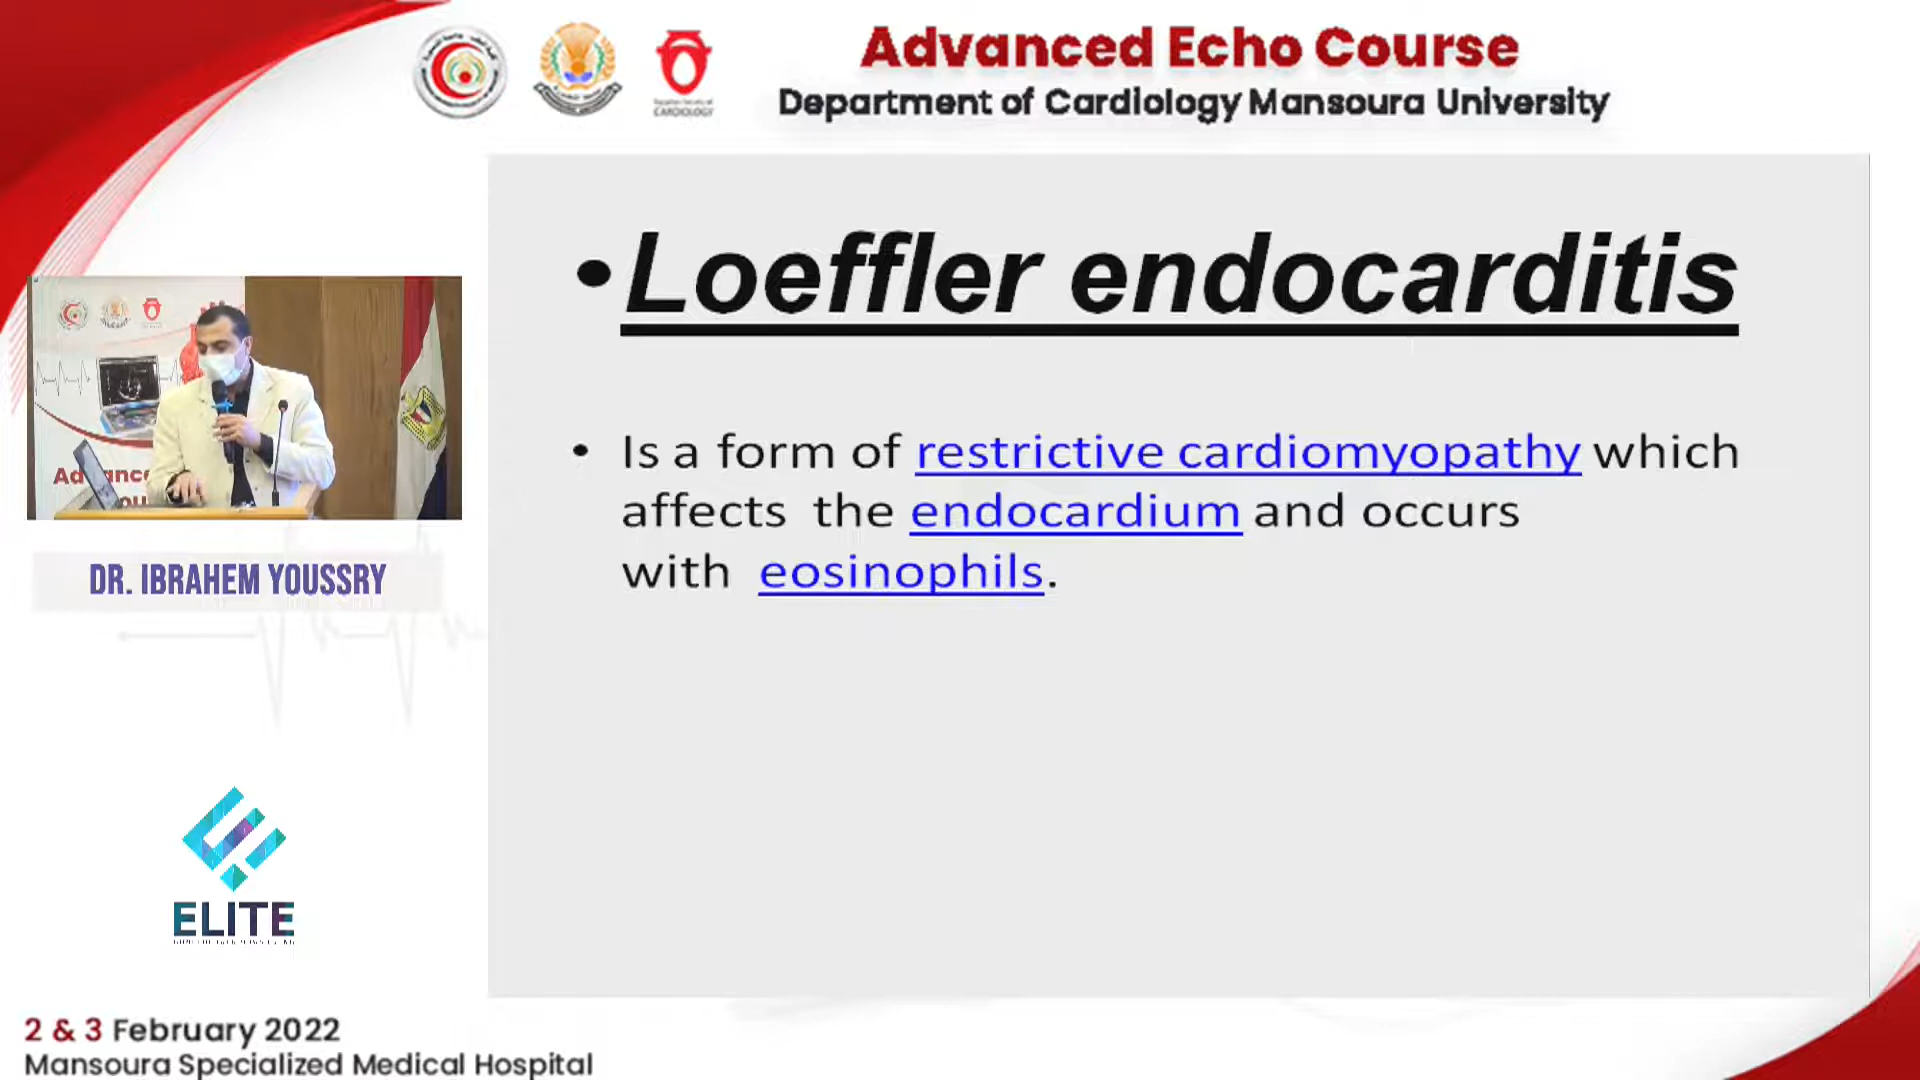 Advanced Echo Course
Department of Cardiology Mansoura University
CARDIOLOGY
•Loeffler endocarditis
• Is a form of restrictive cardiomyopathy which
affects the endocardium and occurs
with eosinophils.
DR. IBRAHEM YOUSSRY
ELITE
2 & 3 February 2022
Mansoura Specialized Medical Hospital